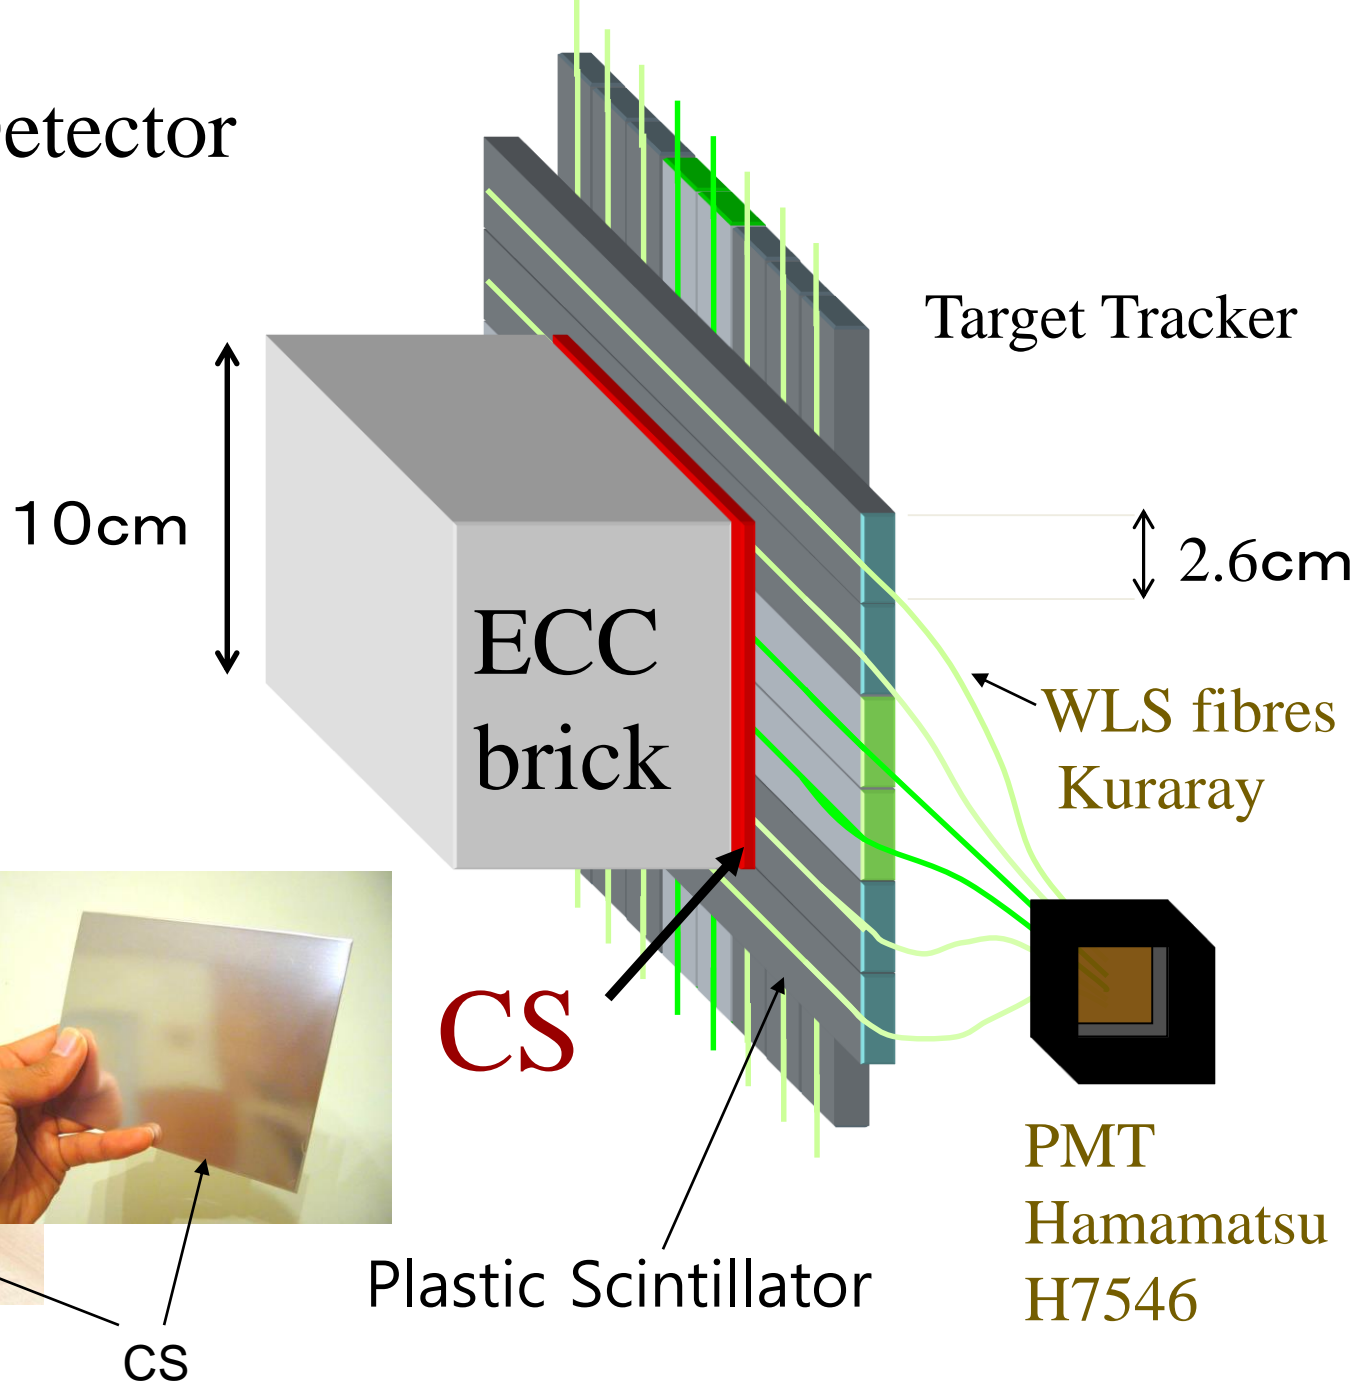 etector
Target Tracker
10cm
2.6cm
ECC
brick
WLS fibres
Kuraray
CS
PMT
Hamamatsu
H7546
Plastic Scintillator
CS